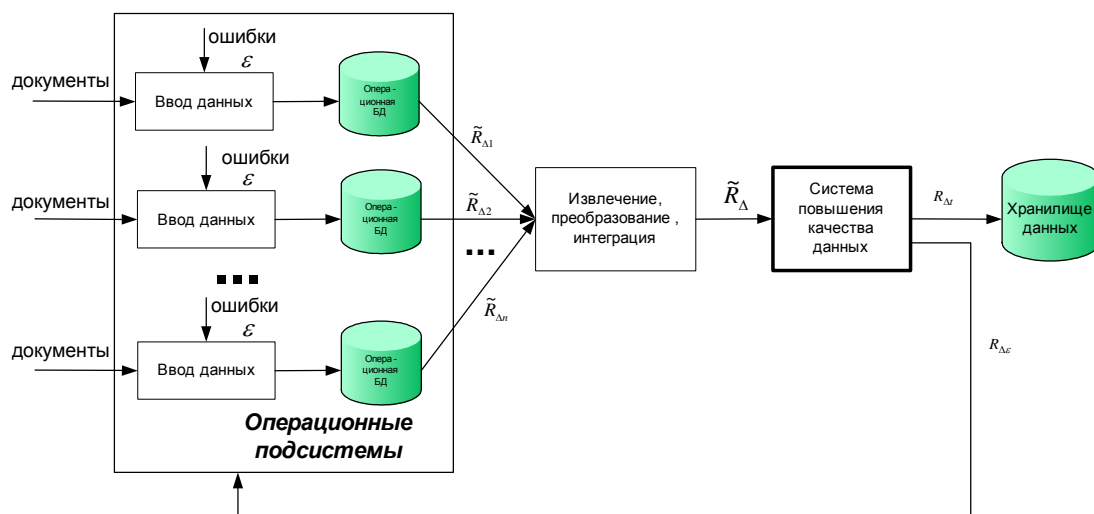 ошибки
ε
документы
Ввод данных
Опера -
ционная
БД
R̃Δ1
ошибки
ε
документы
Ввод данных
Опера -
ционная
БД
R̃Δ2
...
...
ошибки
ε
документы
Ввод данных
Опера -
ционная
БД
R̃Δn
Операционные
подсистемы
Извлечение,
преобразование ,
интеграция
R̃Δ
Система
повышения
качества
данных
RΔt
Хранилище
данных
RΔε